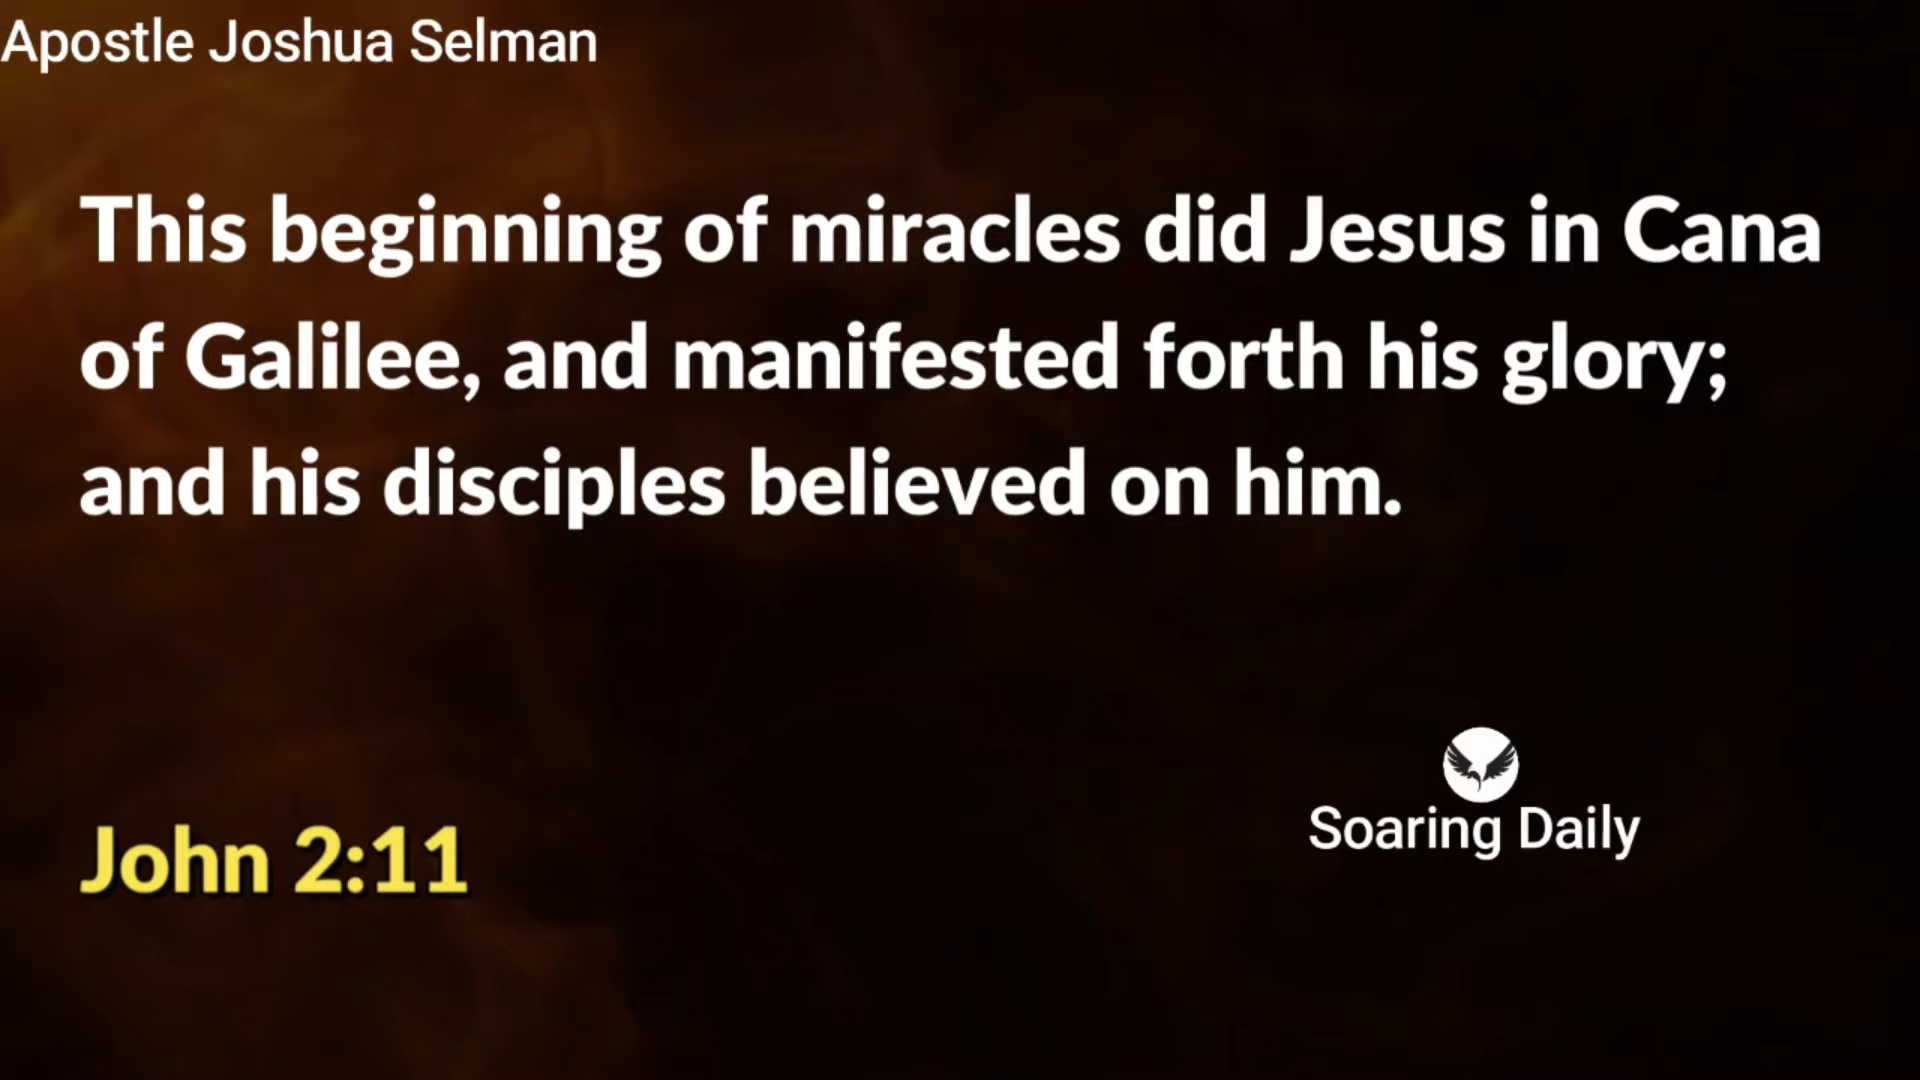 Apostle Joshua Selman
This beginning of miracles did Jesus in Cana
of Galilee, and manifested forth his glory;
and his disciples believed on him.
Soaring Daily
John 2:11